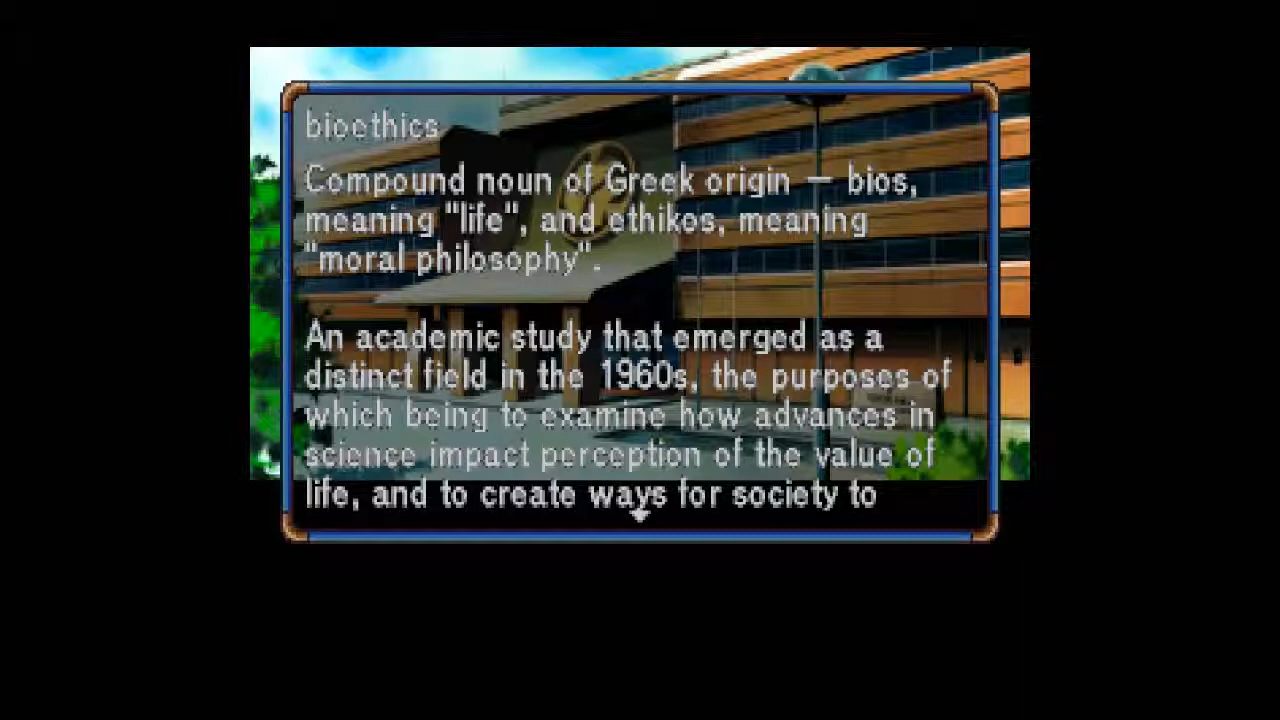 bioethics
Compound noun of Greek origin — bios,
meaning "life", and ethikos, meaning
"moral philosophy".
An academic study that emerged as a
distinct field in the 1960s, the purposes of
which being to examine how advances in
science impact perception of the value of
life, and to create ways for society to